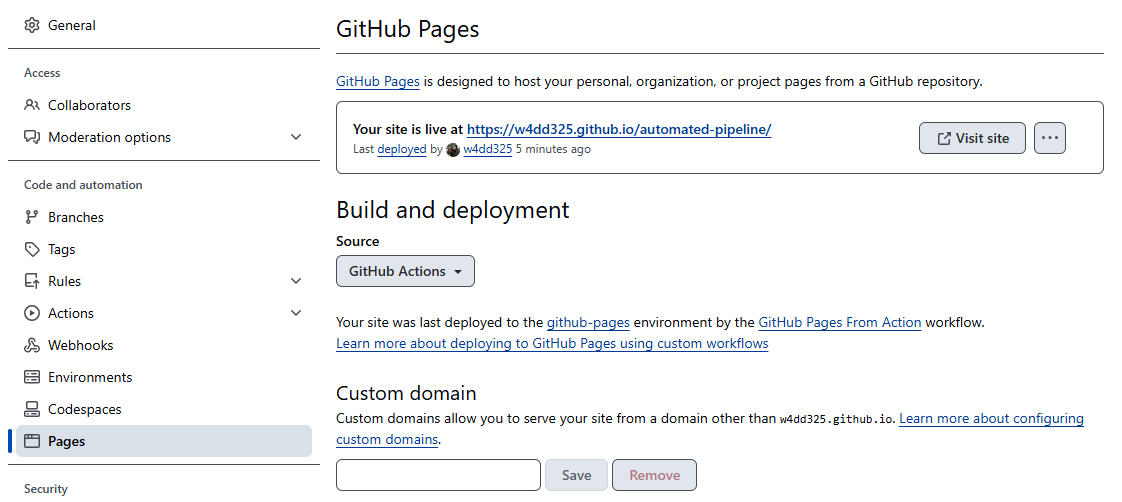 General
Access
Collaborators
Moderation options
Code and automation
Branches
Tags
Rules
Actions
Webhooks
Environments
Codespaces
Pages
Security
GitHub Pages
GitHub Pages is designed to host your personal, organization, or project pages from a GitHub repository.
Your site is live at https://w4dd325.github.io/automated-pipeline/
Last deployed by w4dd325 5 minutes ago
Visit site
Build and deployment
Source
GitHub Actions
Your site was last deployed to the github-pages environment by the GitHub Pages From Action workflow.
Learn more about deploying to GitHub Pages using custom workflows
Custom domain
Custom domains allow you to serve your site from a domain other than w4dd325.github.io. Learn more about configuring
custom domains.
Save
Remove